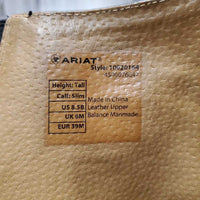 ARIAT
Style:
Height: Tall
Calf: Slim
US 8.5B
UK 6M
EUR 39M
Made in China
Leather Upper
Balance Manmade